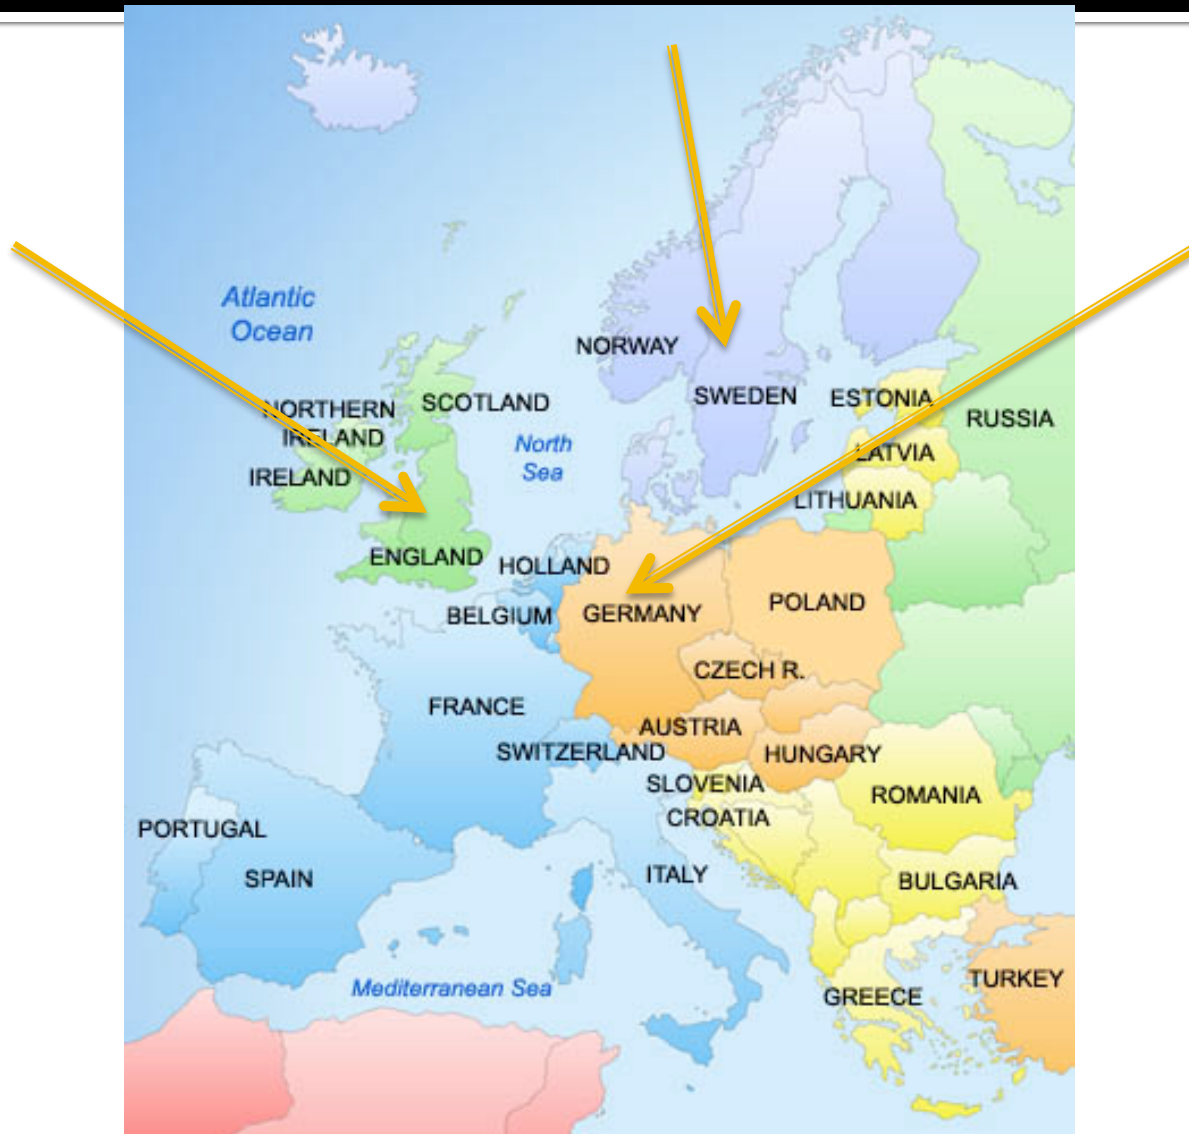 Atlantic
Ocean
NORWAY
SWEDEN
ESTONIA
RUSSIA
NORTHERN
IRELAND
SCOTLAND
North
Sea
LATVIA
IRELAND
LITHUANIA
ENGLAND
HOLLAND
BELGIUM
GERMANY
POLAND
CZECH R.
FRANCE
AUSTRIA
SWITZERLAND
HUNGARY
SLOVENIA
ROMANIA
CROATIA
PORTUGAL
SPAIN
ITALY
BULGARIA
Mediterranean Sea
GREECE
TURKEY